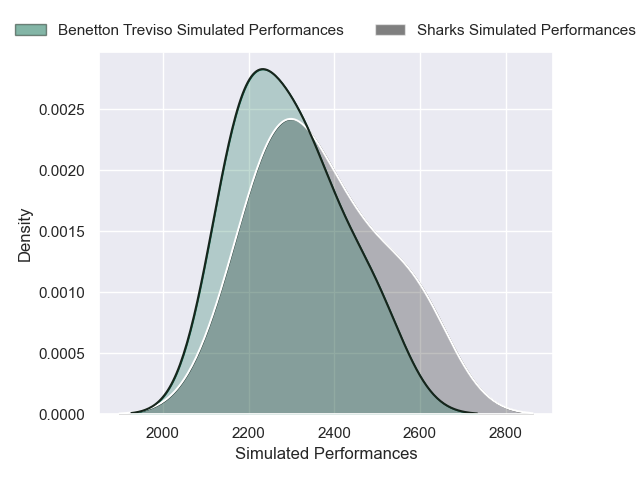 Benetton Treviso Simulated Performances Sharks Simulated Performances
0.0025
0.0020
0.0015
0.0010
0.0005
0.0000
Density
2000 2200 2400 2600 2800
Simulated Performances